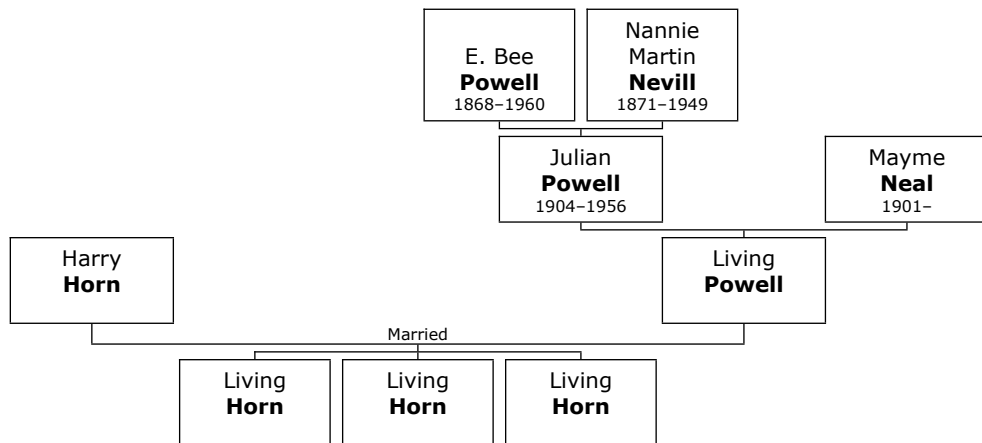 E. Bee
Powell
1868–1960
Nannie
Martin
Nevill
1871–1949
Julian
Powell
1904–1956
Mayme
Neal
1901–
Harry
Horn
Living
Powell
Married
Living
Horn
Living
Horn
Living
Horn